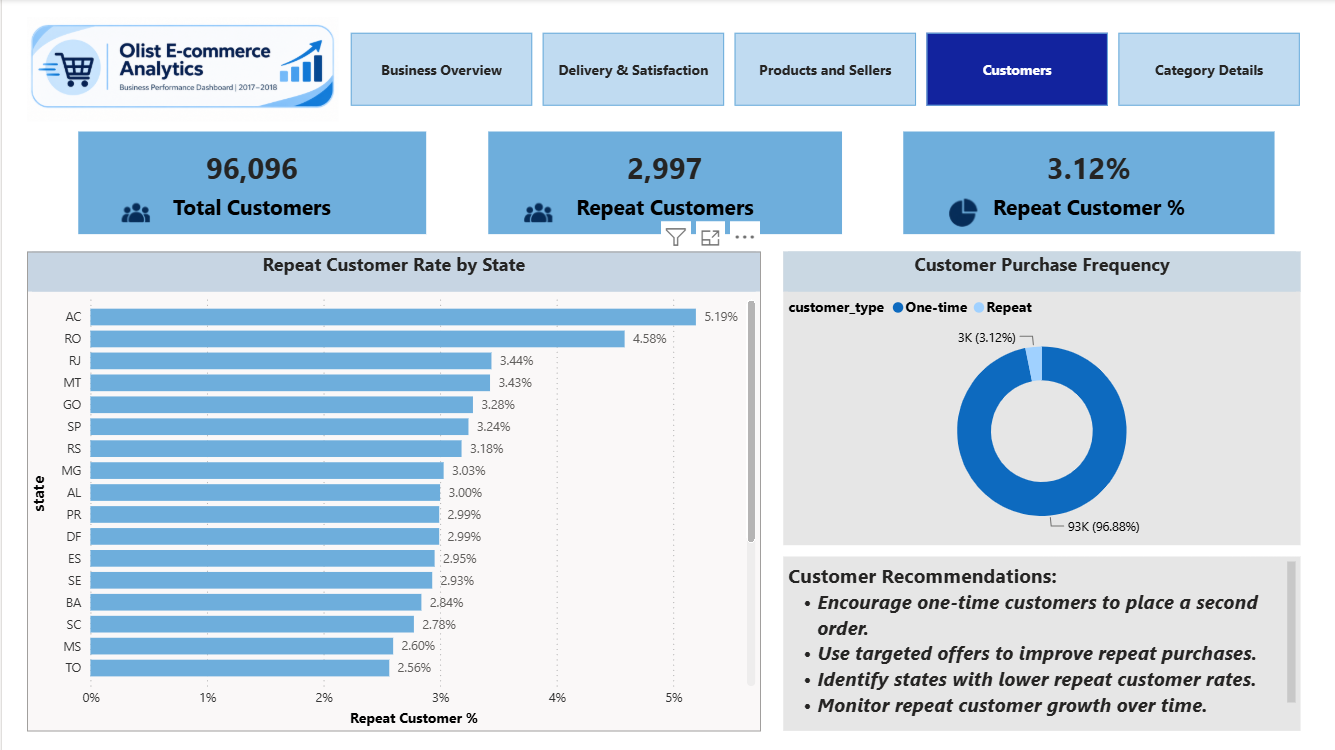 Olist E-commerce
Analytics
Business Performance Dashboard | 2017–2018
Business Overview
Delivery & Satisfaction
Products and Sellers
Customers
Category Details
96,096
Total Customers
2,997
Repeat Customers
3.12%
Repeat Customer %
Repeat Customer Rate by State
state
AC 5.19%
RO 4.58%
RJ 3.44%
MT 3.43%
GO 3.28%
SP 3.24%
RS 3.18%
MG 3.03%
AL 3.00%
PR 2.99%
DF 2.99%
ES 2.95%
SE 2.93%
BA 2.84%
SC 2.78%
MS 2.60%
TO 2.56%
0% 1% 2% 3% 4% 5%
Repeat Customer %
Customer Purchase Frequency
customer_type One-time Repeat
3K (3.12%)
93K (96.88%)
Customer Recommendations:
• Encourage one-time customers to place a second
order.
• Use targeted offers to improve repeat purchases.
• Identify states with lower repeat customer rates.
• Monitor repeat customer growth over time.